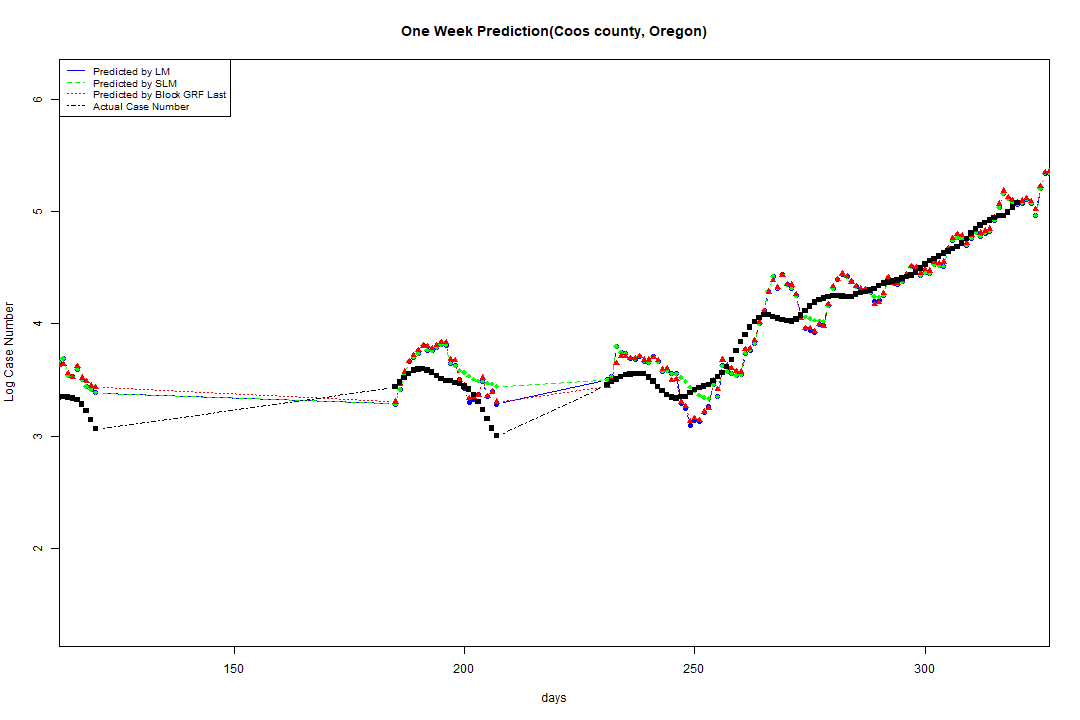 One Week Prediction(Coos county, Oregon)
Predicted by LM
Predicted by SLM
Predicted by Block GRF Last
Actual Case Number
6
5
4
3
2
Log Case Number
150 200 250 300
days